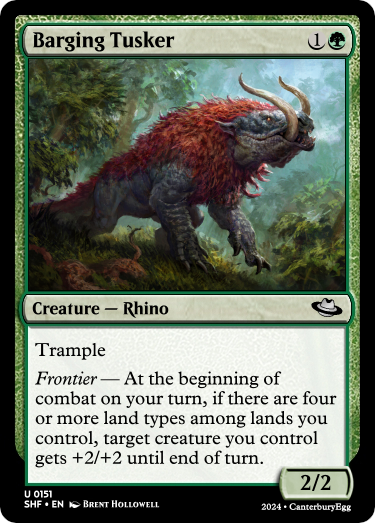 Barging Tusker 1
Creature — Rhino
Trample
Frontier — At the beginning of
combat on your turn, if there are four
or more land types among lands you
control, target creature you control
gets +2/+2 until end of turn.
2/2
U 0151
SHF • EN Brent Hollowell
2024 • CanterburyEgg